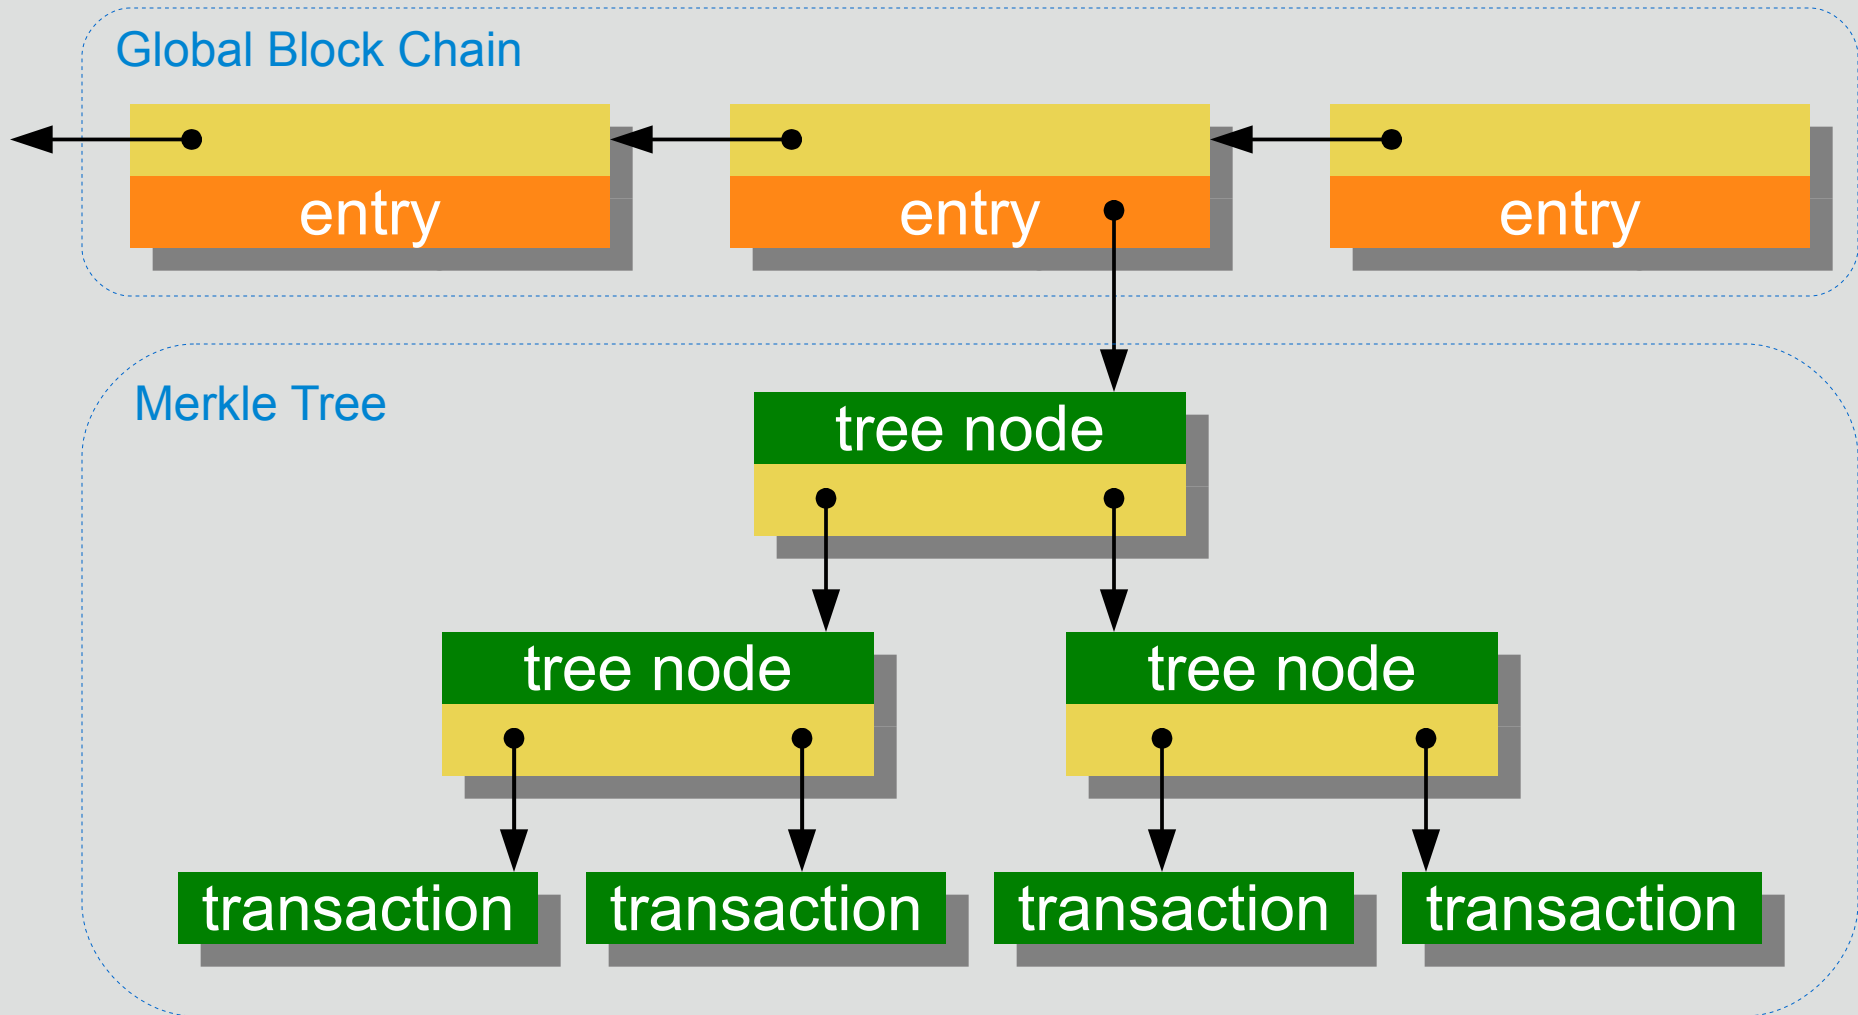 Global Block Chain
entry
entry
entry
Merkle Tree
tree node
tree node
tree node
transaction
transaction
transaction
transaction